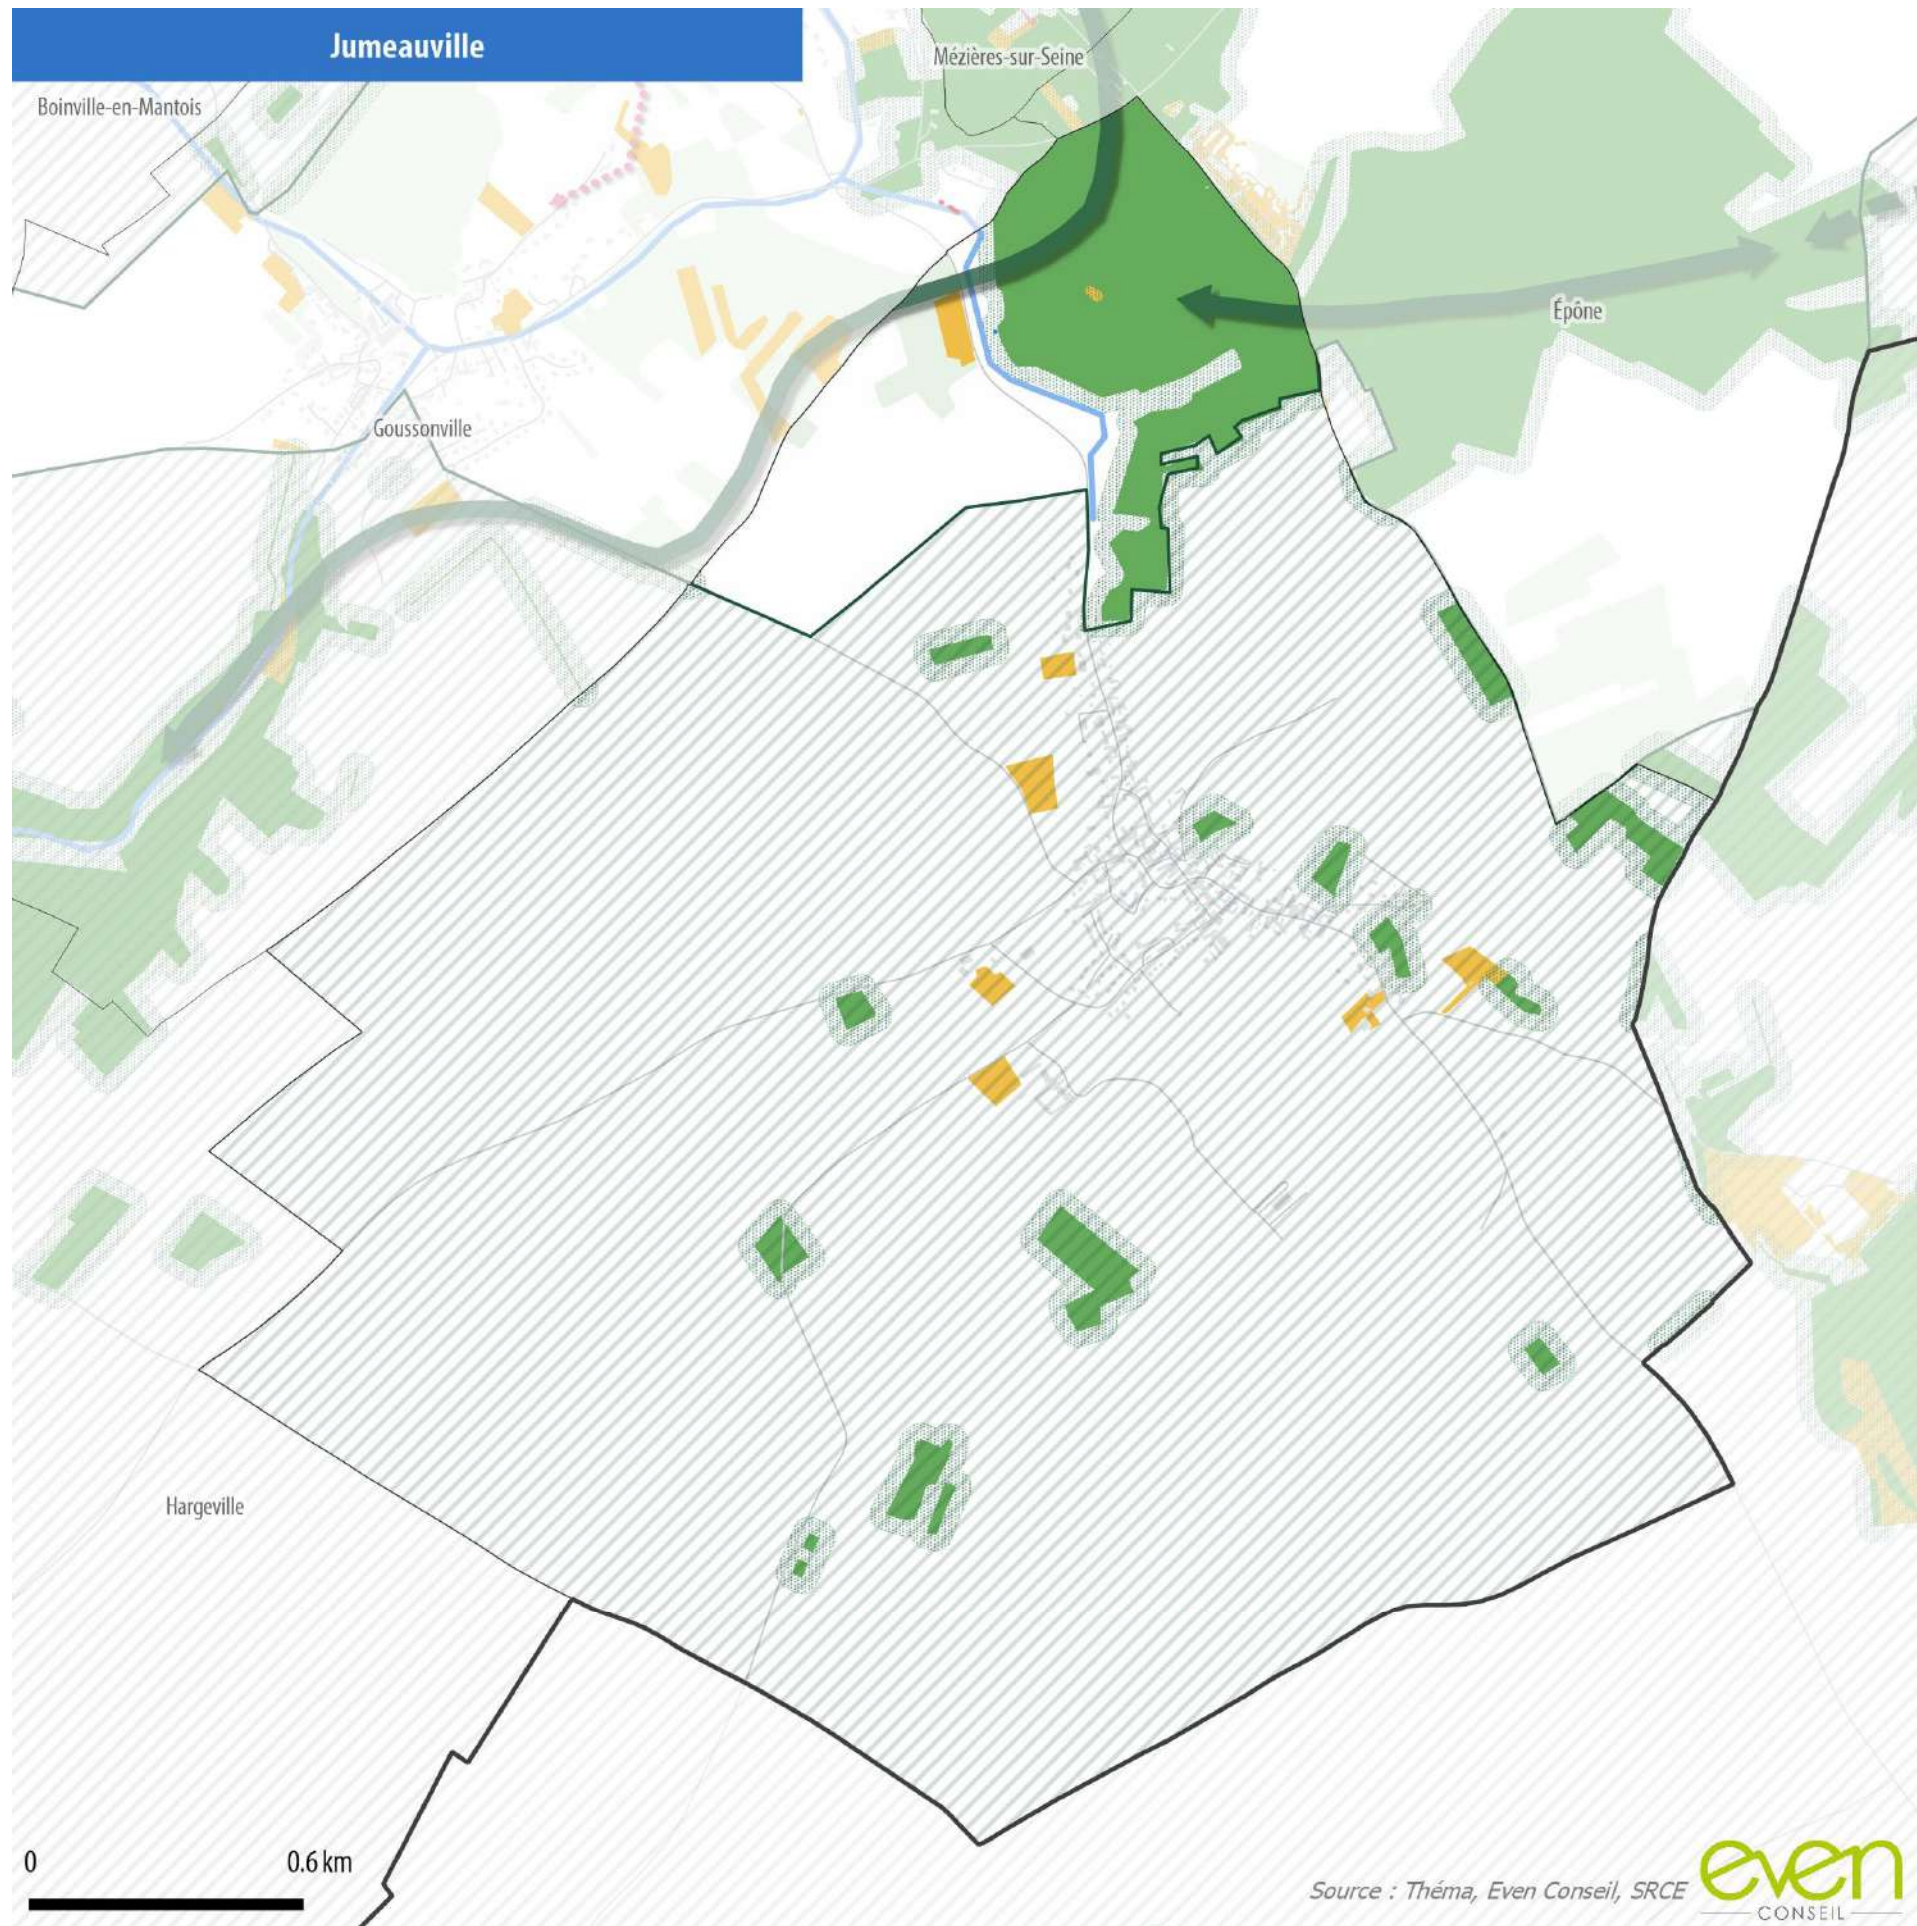 Jumeauville
Mézières-sur-Seine
Boinville-en-Mantois
Épône
Goussonville
Hargeville
0 0.6 km
Source : Théma, Even Conseil, SRCE
even
CONSEIL